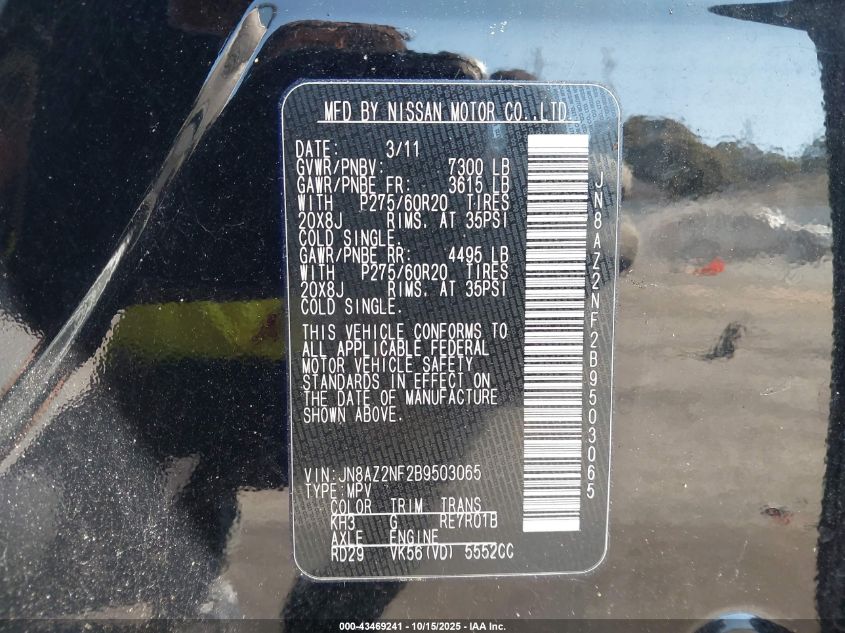 MFD BY NISSAN MOTOR CO.,LTD.
DATE: 3/11
GVWR/PNBV: 7300 LB
GAWR/PNBE FR: 3615 LB
WITH P275/60R20 TIRES
20X8J RIMS, AT 35PSI
COLD SINGLE.
GAWR/PNBE RR: 4495 LB
WITH P275/60R20 TIRES
20X8J RIMS, AT 35PSI
COLD SINGLE.
THIS VEHICLE CONFORMS TO
ALL APPLICABLE FEDERAL
MOTOR VEHICLE SAFETY
STANDARDS IN EFFECT ON
THE DATE OF MANUFACTURE
SHOWN ABOVE.
VIN:JN8AZ2NF2B9503065
TYPE:MPV
COLOR TRIM TRANS
KH3 G RE7R01B
AXLE ENGINE
RD29 VK56(VD) 5552CC
JN8AZ2NF2B9503065
000-43469241 - 10/15/2025 - IAA Inc.